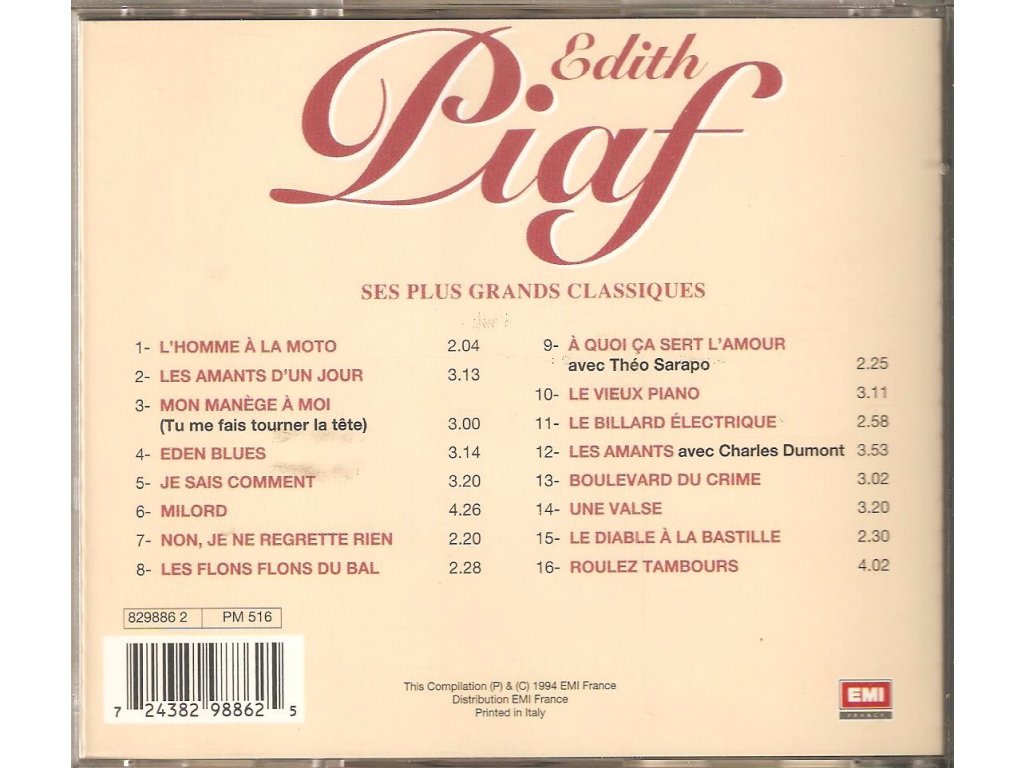 Edith
Piaf
SES PLUS GRANDS CLASSIQUES
1- L'HOMME À LA MOTO 2.04
2- LES AMANTS D'UN JOUR 3.13
3- MON MANÈGE À MOI
(Tu me fais tourner la tête) 3.00
4- EDEN BLUES 3.14
5- JE SAIS COMMENT 3.20
6- MILORD 4.26
7- NON, JE NE REGRETTE RIEN 2.20
8- LES FLONS FLONS DU BAL 2.28
9- À QUOI ÇA SERT L'AMOUR
avec Théo Sarapo 2.25
10- LE VIEUX PIANO 3.11
11- LE BILLARD ÉLECTRIQUE 2.58
12- LES AMANTS avec Charles Dumont 3.53
13- BOULEVARD DU CRIME 3.02
14- UNE VALSE 3.20
15- LE DIABLE À LA BASTILLE 2.30
16- ROULEZ TAMBOURS 4.02
829886 2 PM 516
7 24382 98862 5
This Compilation (P) & (C) 1994 EMI France
Distribution EMI France
Printed in Italy
EMI
FRANCE